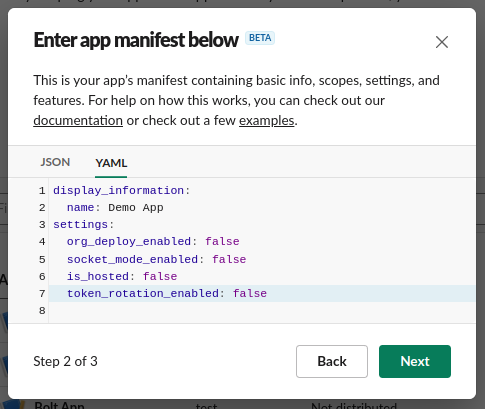 Enter app manifest below BETA
This is your app's manifest containing basic info, scopes, settings, and
features. For help on how this works, you can check out our
documentation or check out a few examples.
JSON YAML
1 display_information:
2 name: Demo App
3 settings:
4 org_deploy_enabled: false
5 socket_mode_enabled: false
6 is_hosted: false
7 token_rotation_enabled: false
8
Step 2 of 3
Back
Next
Bolt App test Not distributed